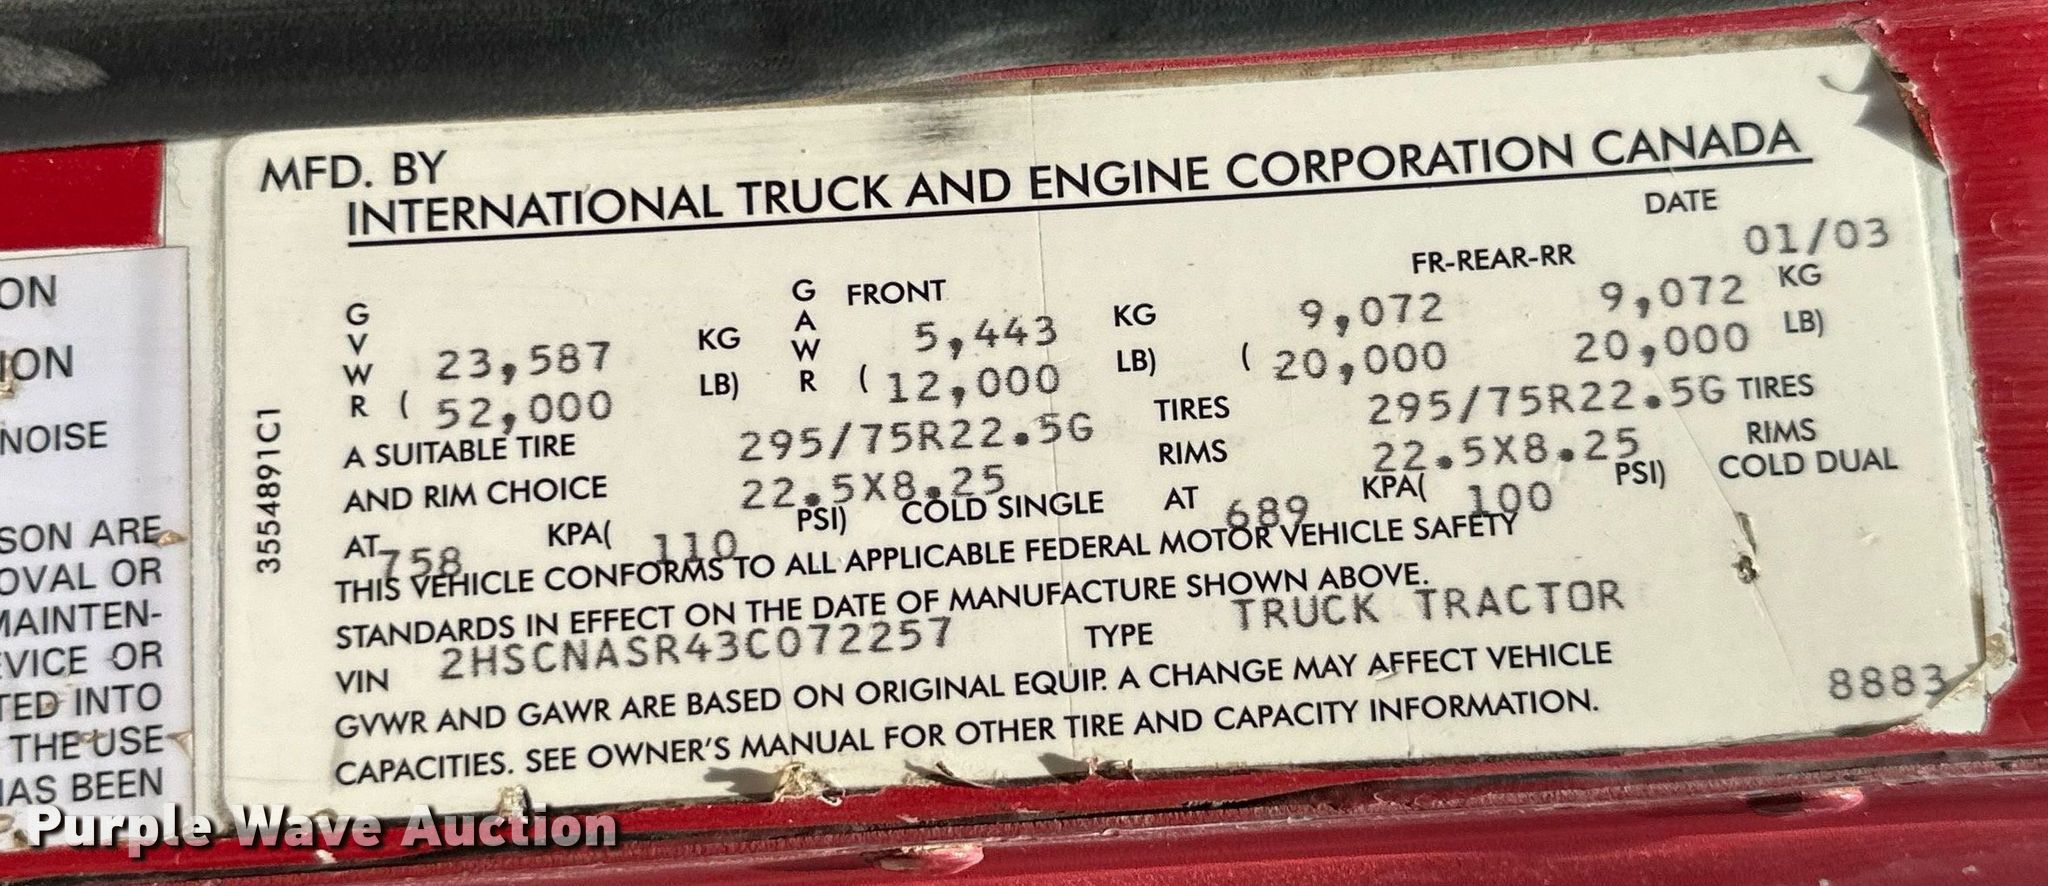 MFD. BY
INTERNATIONAL TRUCK AND ENGINE CORPORATION CANADA
DATE
01/03
GVWR 23,587 KG GAWR FRONT 5,443 KG FR-REAR-RR 9,072 9,072 KG
( 52,000 LB) ( 12,000 LB) ( 20,000 20,000 LB)
A SUITABLE TIRE 295/75R22.5G TIRES 295/75R22.5G TIRES
AND RIM CHOICE 22.5X8.25 RIMS 22.5X8.25 RIMS
AT 758 KPA( 110 PSI) COLD SINGLE AT 689 KPA( 100 PSI) COLD DUAL
THIS VEHICLE CONFORMS TO ALL APPLICABLE FEDERAL MOTOR VEHICLE SAFETY
STANDARDS IN EFFECT ON THE DATE OF MANUFACTURE SHOWN ABOVE.
VIN 2HSCNASR43C072257 TYPE TRUCK TRACTOR
GVWR AND GAWR ARE BASED ON ORIGINAL EQUIP. A CHANGE MAY AFFECT VEHICLE
CAPACITIES. SEE OWNER'S MANUAL FOR OTHER TIRE AND CAPACITY INFORMATION.
8883
3554891C1
ON
ION
NOISE
SON ARE
OVAL OR
MAINTEN-
VICE OR
TED INTO
THE USE
HAS BEEN
Purple Wave Auction